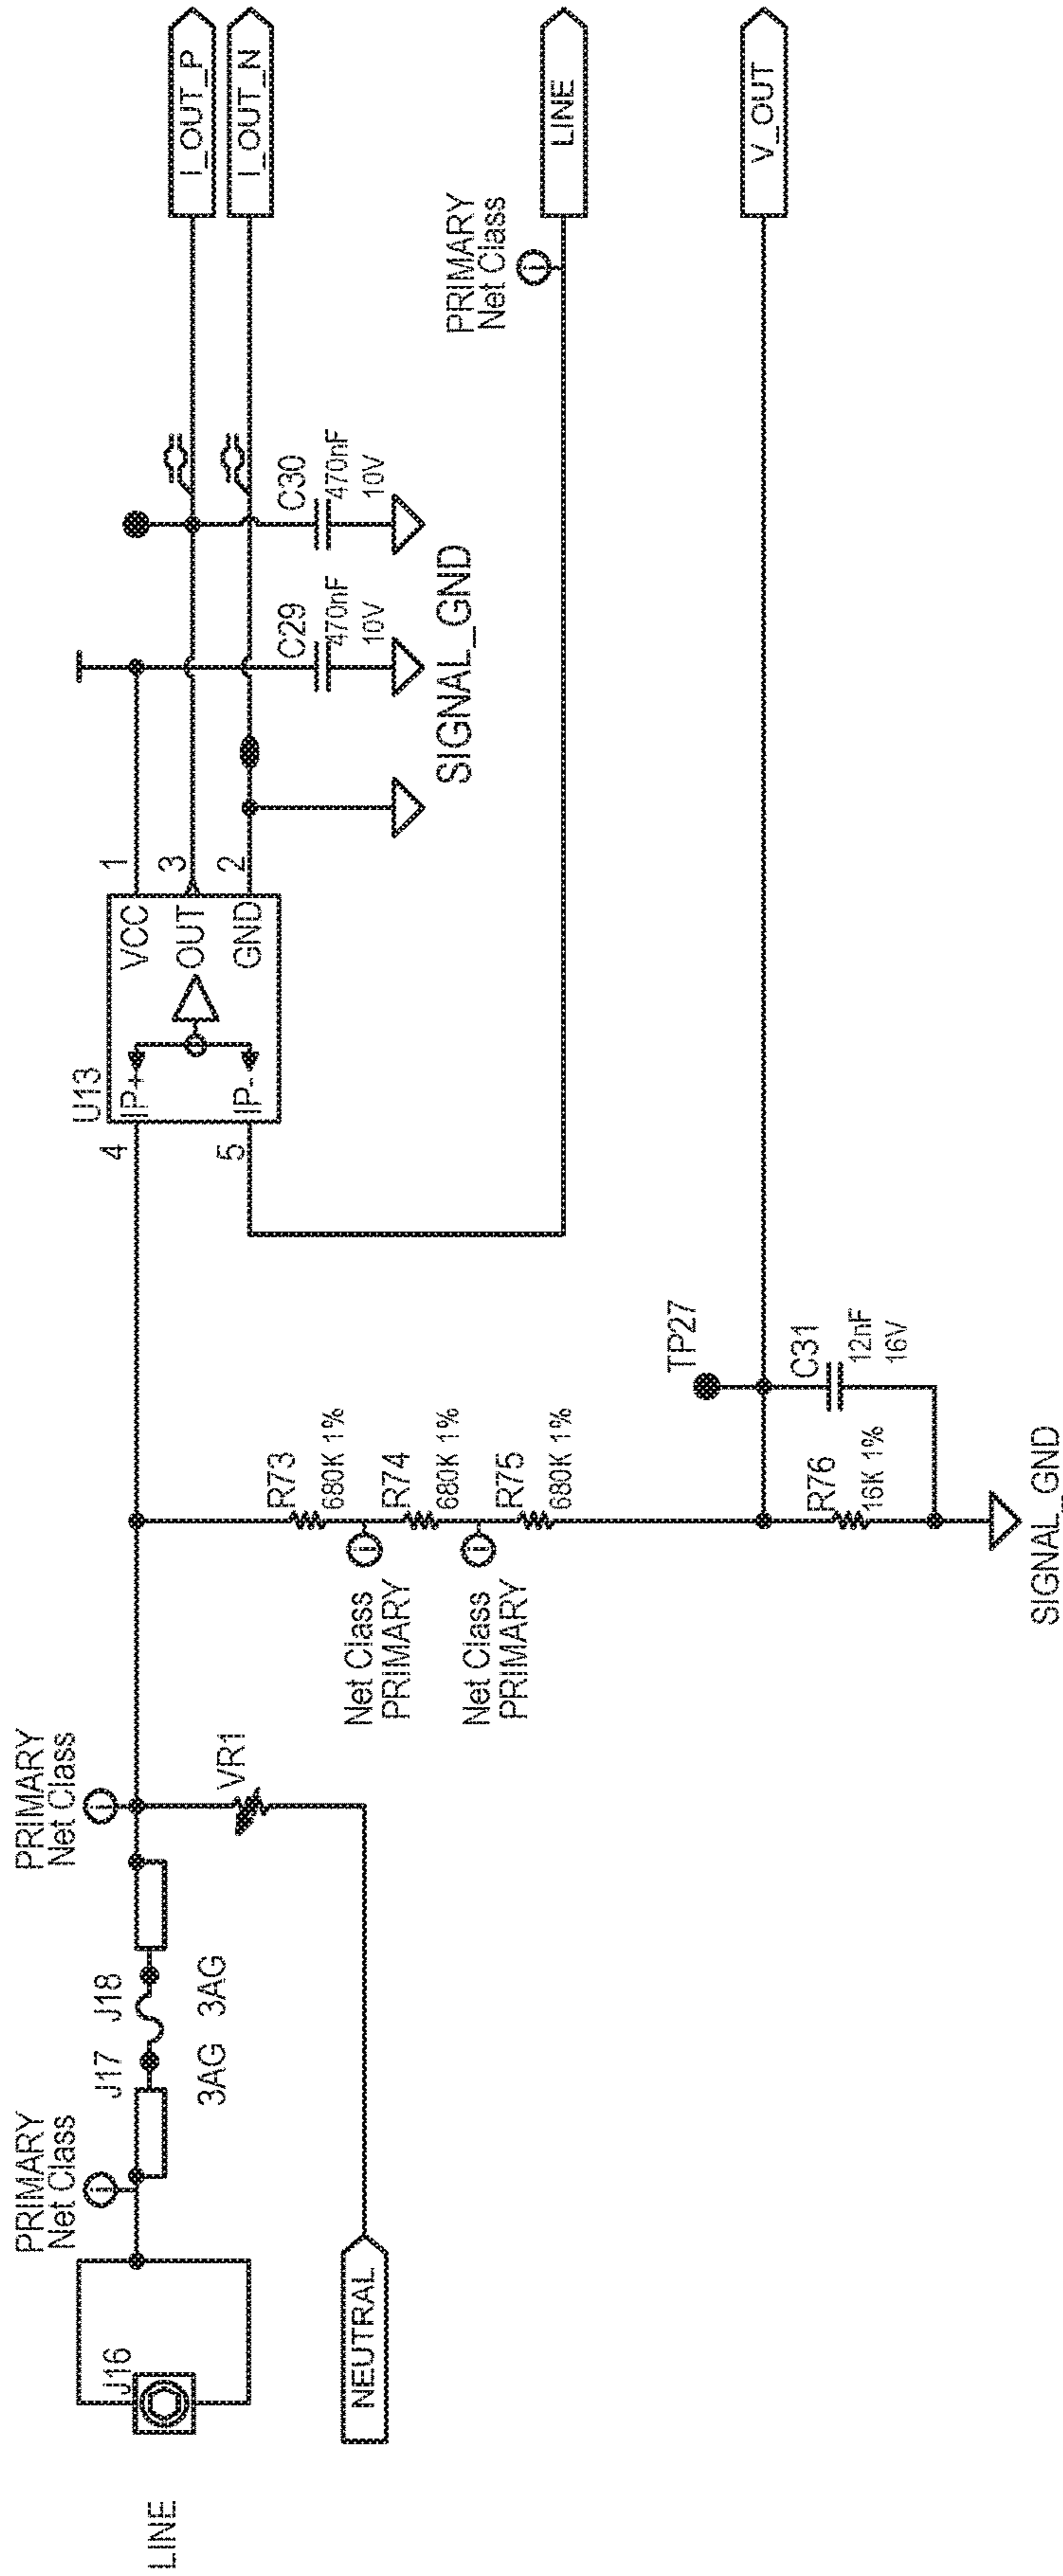 LINE
J16
NEUTRAL
PRIMARY
Net Class
J17
3AG
J18
3AG
PRIMARY
Net Class
VR1
Net Class
PRIMARY
Net Class
PRIMARY
R73
680K 1%
R74
680K 1%
R75
680K 1%
R76
16K 1%
SIGNAL_GND
TP27
C31
12nF
16V
U13
4
5
IP+
IP-
VCC
OUT
GND
1
3
2
C29
470nF
10V
C30
470nF
10V
SIGNAL_GND
PRIMARY
Net Class
I_OUT_P
I_OUT_N
LINE
V_OUT